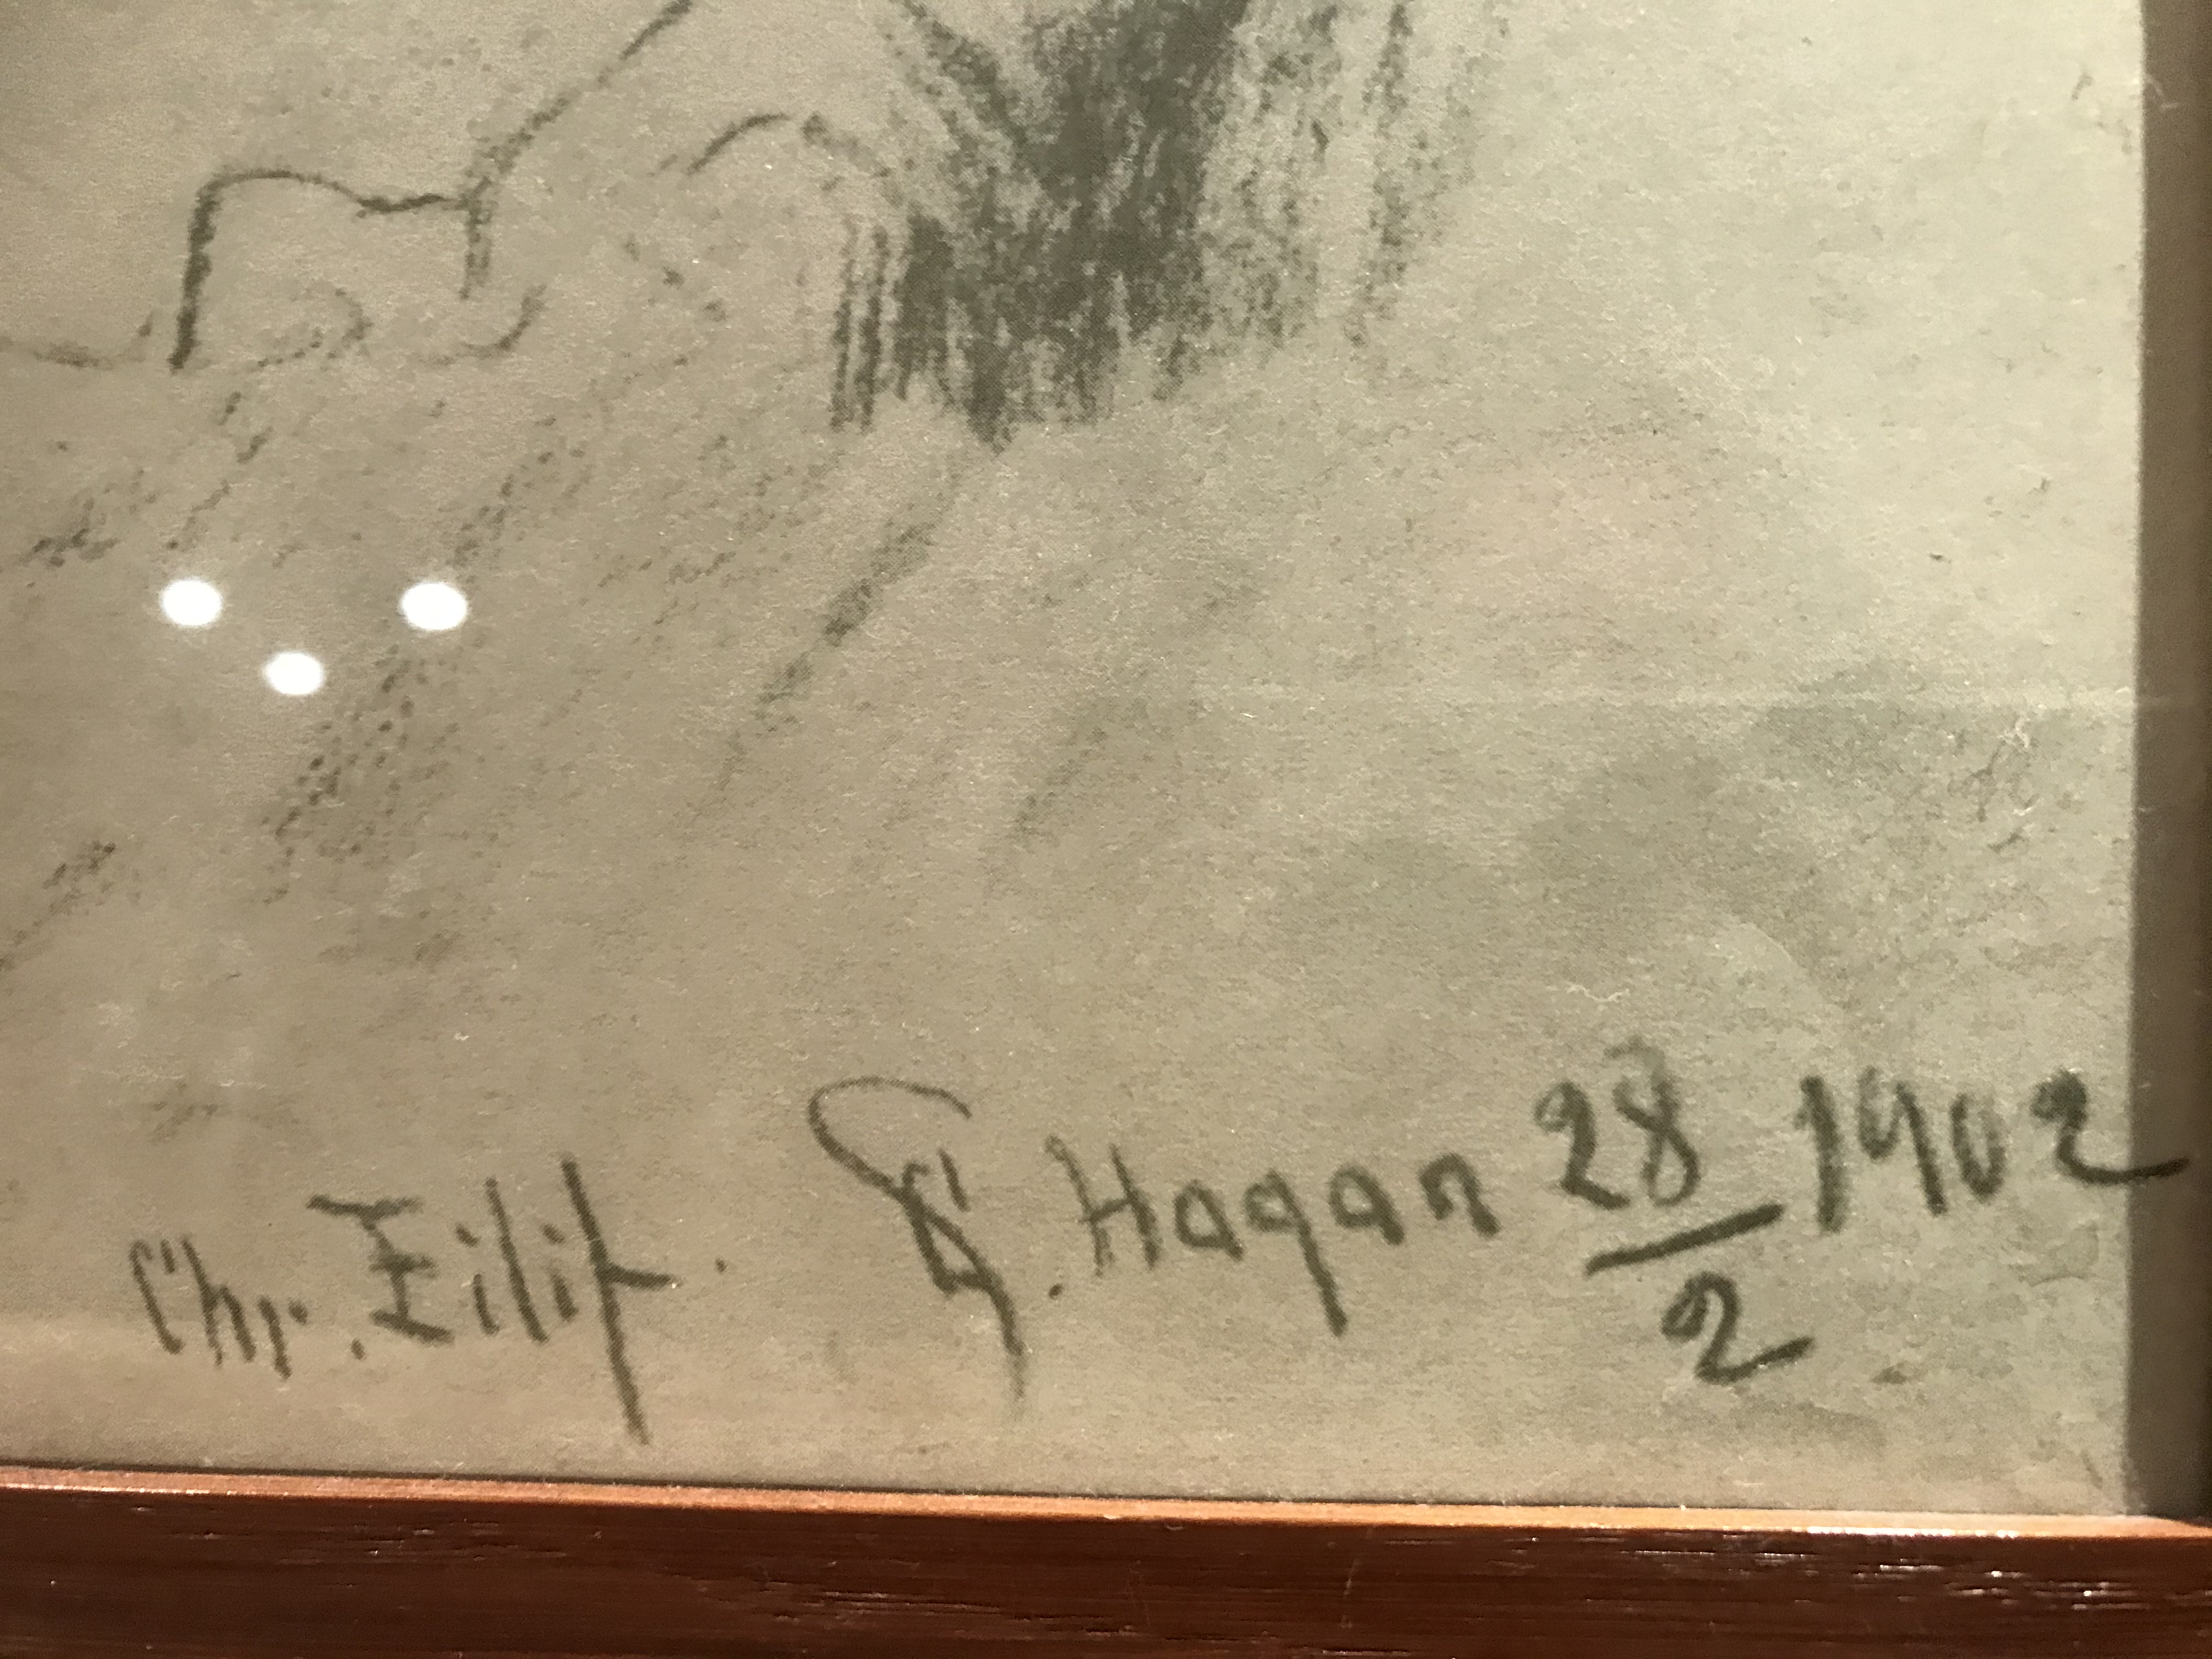 Chr. Eilif. G. Hagan 28/2 1902